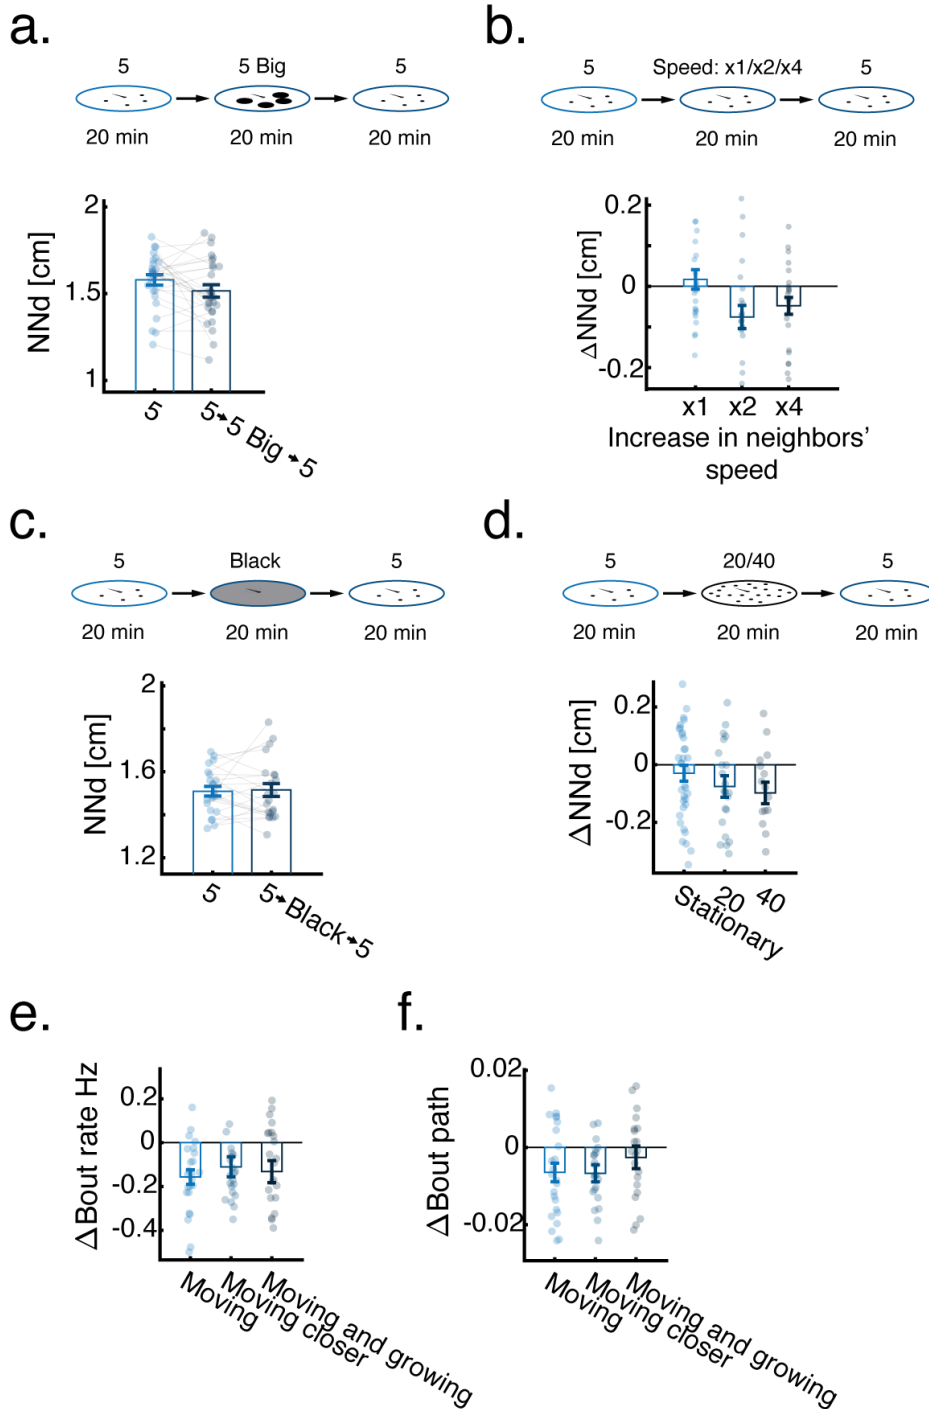 a.
5
5 Big
5
20 min
20 min
20 min
NNd [cm]
2
1.5
1
5
5→5 Big→5
b.
5
Speed: x1/x2/x4
5
20 min
20 min
20 min
ΔNNd [cm]
0.2
0
-0.2
x1
x2
x4
Increase in neighbors’
speed
c.
5
Black
5
20 min
20 min
20 min
NNd [cm]
2
1.6
1.2
5
5→Black→5
d.
5
20/40
5
20 min
20 min
20 min
ΔNNd [cm]
0.2
0
-0.2
Stationary
20
40
e.
ΔBout rate Hz
0.2
0
-0.2
-0.4
Moving
Moving closer
Moving and growing
f.
ΔBout path
0.02
0
-0.02
Moving
Moving closer
Moving and growing